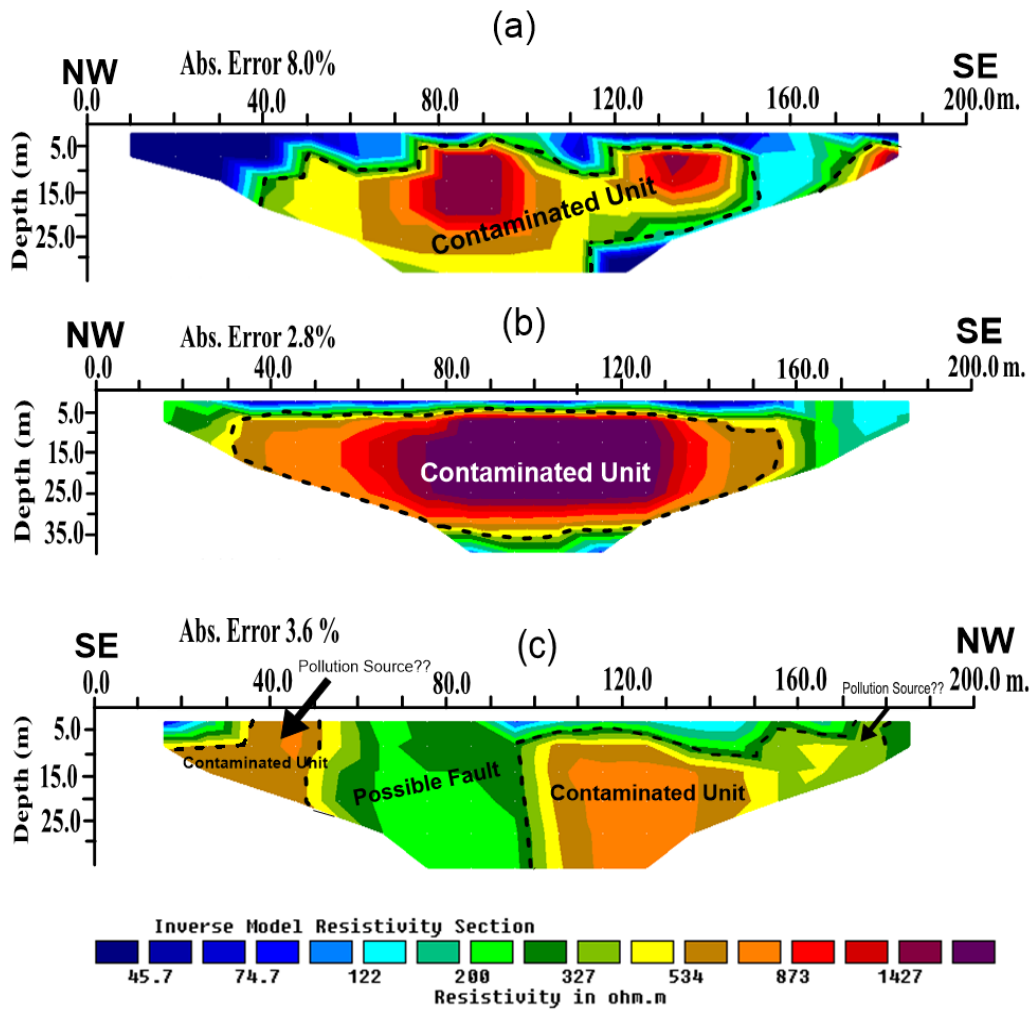 (a)
Abs. Error 8.0%
NW
SE
0.0 40.0 80.0 120.0 160.0 200.0 m.
Depth (m)
5.0
15.0
25.0
Contaminated Unit
(b)
Abs. Error 2.8%
NW
SE
0.0 40.0 80.0 120.0 160.0 200.0 m.
Depth (m)
5.0
15.0
25.0
35.0
Contaminated Unit
(c)
Abs. Error 3.6 %
SE
NW
Pollution Source??
0.0 40.0 80.0 120.0 160.0 200.0 m.
Pollution Source??
Depth (m)
5.0
15.0
25.0
Contaminated Unit
Possible Fault
Contaminated Unit
Inverse Model Resistivity Section
45.7 74.7 122 200 327 534 873 1427
Resistivity in ohm.m